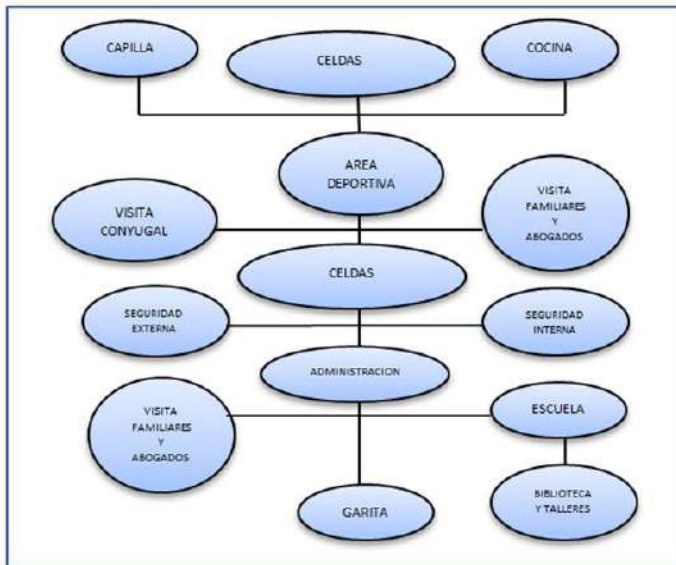 CAPILLA
CELDAS
COCINA
AREA
DEPORTIVA
VISITA
CONYUGAL
VISITA
FAMILIARES
Y
ABOGADOS
CELDAS
SEGURIDAD
EXTERNA
SEGURIDAD
INTERNA
ADMINISTRACION
VISITA
FAMILIARES
Y
ABOGADOS
ESCUELA
GARITA
BIBLIOTECA
Y TALLERES